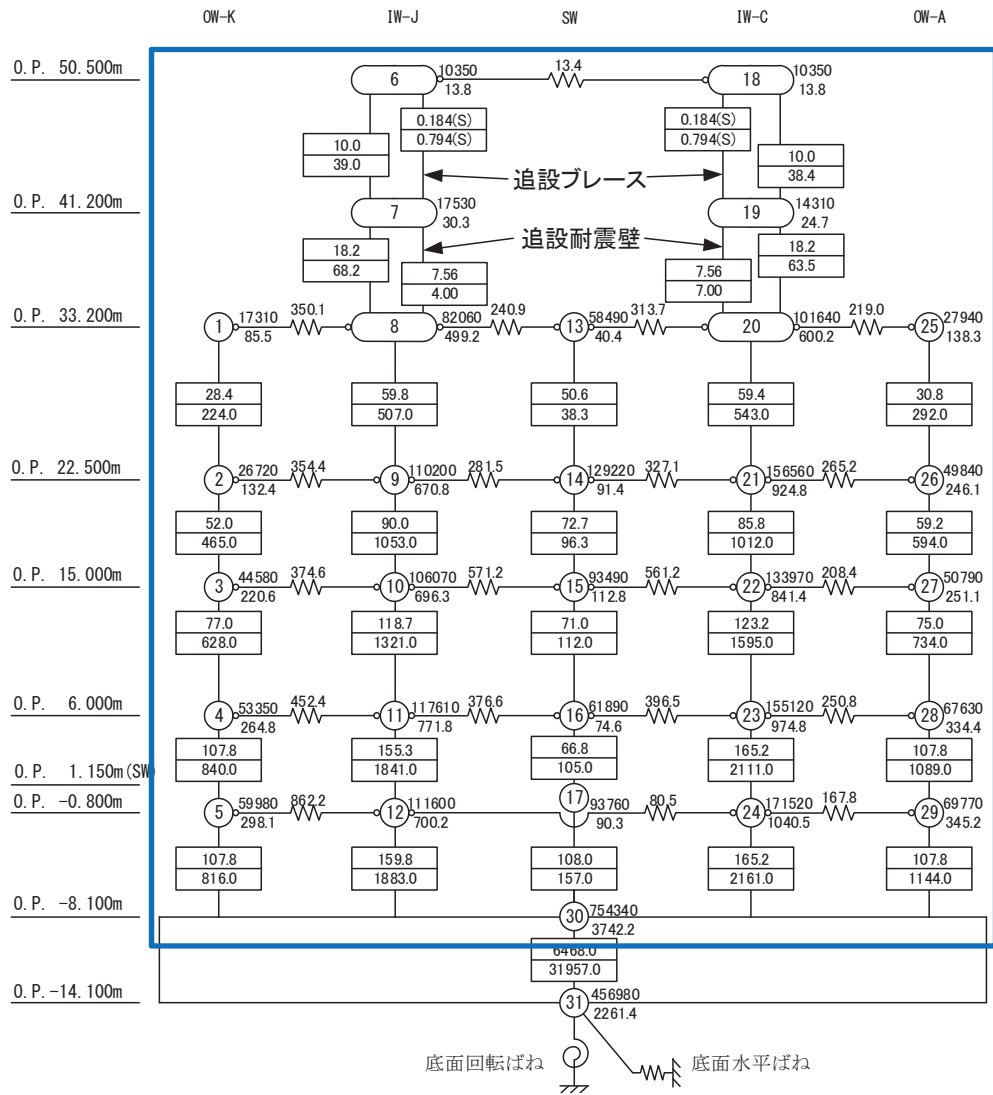 OW-K IW-J SW IW-C OW-A
O.P. 50.500m 6 10350 13.4 18 10350
13.8 13.8
0.184(S) 0.184(S)
0.794(S) 0.794(S)
10.0 10.0
39.0 38.4
追設ブレース
O.P. 41.200m 7 17530 19 14310
30.3 24.7
追設耐震壁
18.2 18.2
68.2 63.5
7.56 7.56
4.00 7.00
O.P. 33.200m 1 17310 350.1 8 82060 240.9 13 58490 313.7 20 101640 219.0 25 27940
85.5 499.2 40.4 600.2 138.3
28.4 59.8 50.6 59.4 30.8
224.0 507.0 38.3 543.0 292.0
O.P. 22.500m 2 26720 354.4 9 110200 281.5 14 129220 327.1 21 156560 265.2 26 49840
132.4 670.8 91.4 924.8 246.1
52.0 90.0 72.7 85.8 59.2
465.0 1053.0 96.3 1012.0 594.0
O.P. 15.000m 3 44580 374.6 10 106070 571.2 15 93490 561.2 22 133970 208.4 27 50790
220.6 696.3 112.8 841.4 251.1
77.0 118.7 71.0 123.2 75.0
628.0 1321.0 112.0 1595.0 734.0
O.P. 6.000m 4 53350 452.4 11 117610 376.6 16 61890 396.5 23 155120 250.8 28 67630
264.8 771.8 74.6 974.8 334.4
107.8 155.3 66.8 165.2 107.8
840.0 1841.0 105.0 2111.0 1089.0
O.P. 1.150m(SW)
O.P. -0.800m 5 59980 862.2 12 111600 17 93760 80.5 24 171520 167.8 29 69770
298.1 700.2 90.3 1040.5 345.2
107.8 159.8 108.0 165.2 107.8
816.0 1883.0 157.0 2161.0 1144.0
O.P. -8.100m 30 754340
3742.2
6468.0
31957.0
O.P.-14.100m 31 456980
2261.4
底面回転ばね 底面水平ばね